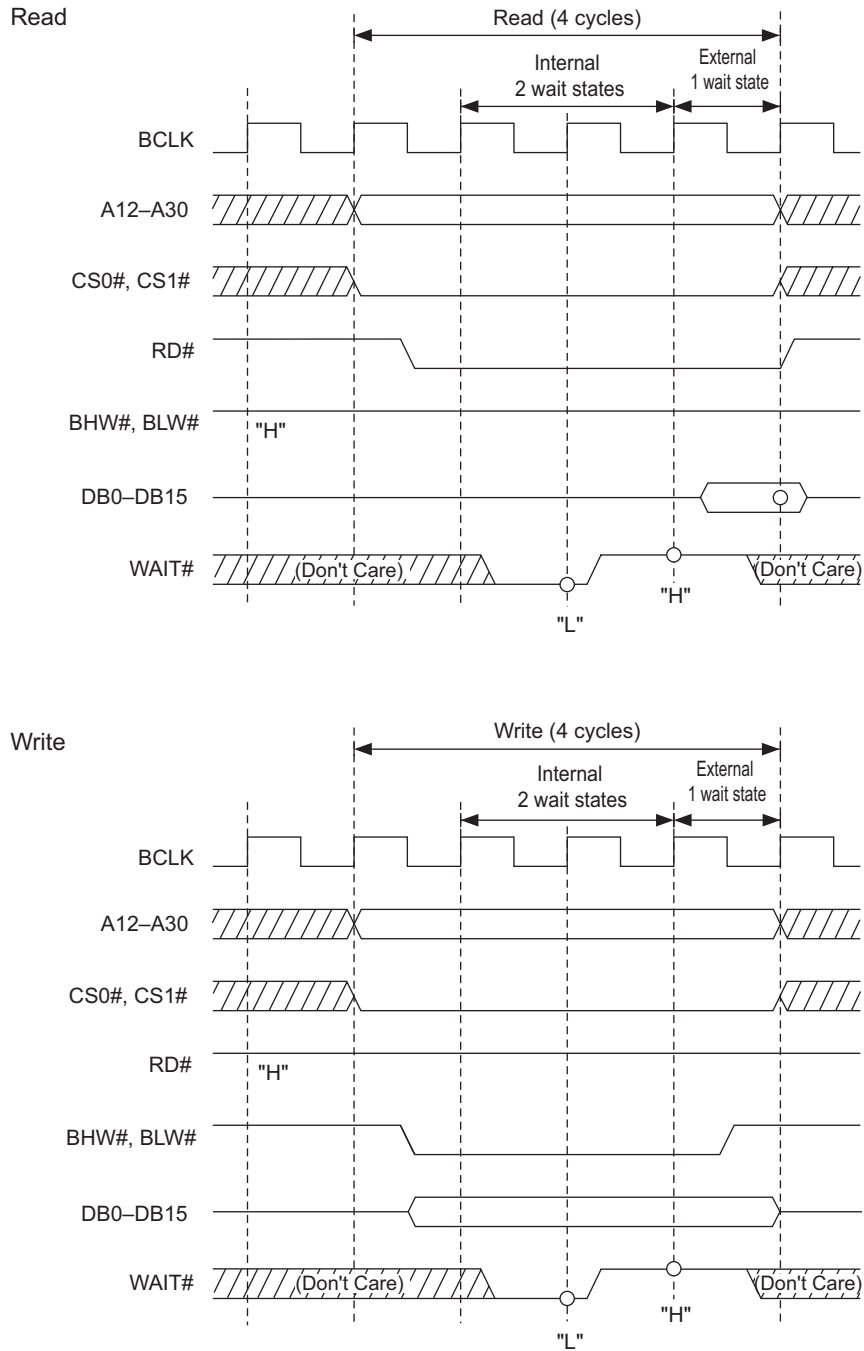 Read
Read (4 cycles)
Internal
2 wait states
External
1 wait state
BCLK
A12–A30
CS0#, CS1#
RD#
BHW#, BLW#
"H"
DB0–DB15
WAIT#
(Don't Care)
(Don't Care)
"L"
"H"
Write
Write (4 cycles)
Internal
2 wait states
External
1 wait state
BCLK
A12–A30
CS0#, CS1#
RD#
"H"
BHW#, BLW#
DB0–DB15
WAIT#
(Don't Care)
(Don't Care)
"L"
"H"